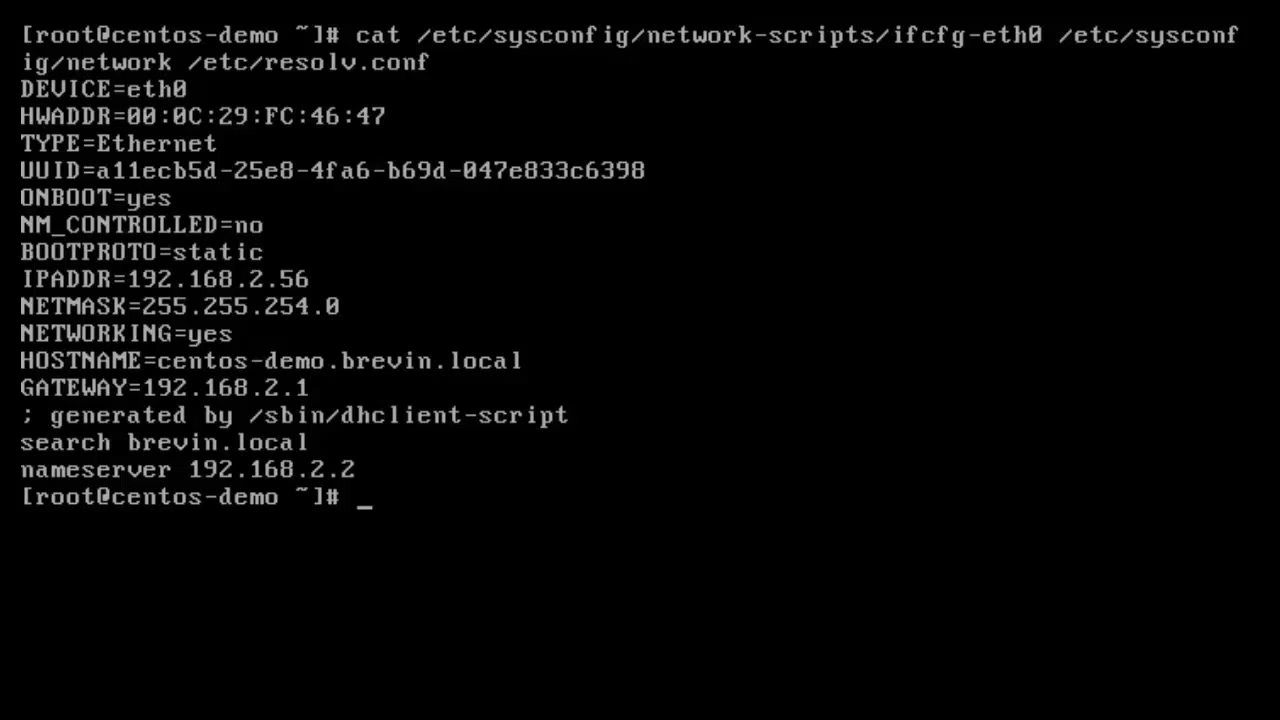 [root@centos-demo ~]# cat /etc/sysconfig/network-scripts/ifcfg-eth0 /etc/sysconf
ig/network /etc/resolv.conf
DEVICE=eth0
HWADDR=00:0C:29:FC:46:47
TYPE=Ethernet
UUID=a11ecb5d-25e8-4fa6-b69d-047e833c6398
ONBOOT=yes
NM_CONTROLLED=no
BOOTPROTO=static
IPADDR=192.168.2.56
NETMASK=255.255.254.0
NETWORKING=yes
HOSTNAME=centos-demo.brevin.local
GATEWAY=192.168.2.1
; generated by /sbin/dhclient-script
search brevin.local
nameserver 192.168.2.2
[root@centos-demo ~]# _